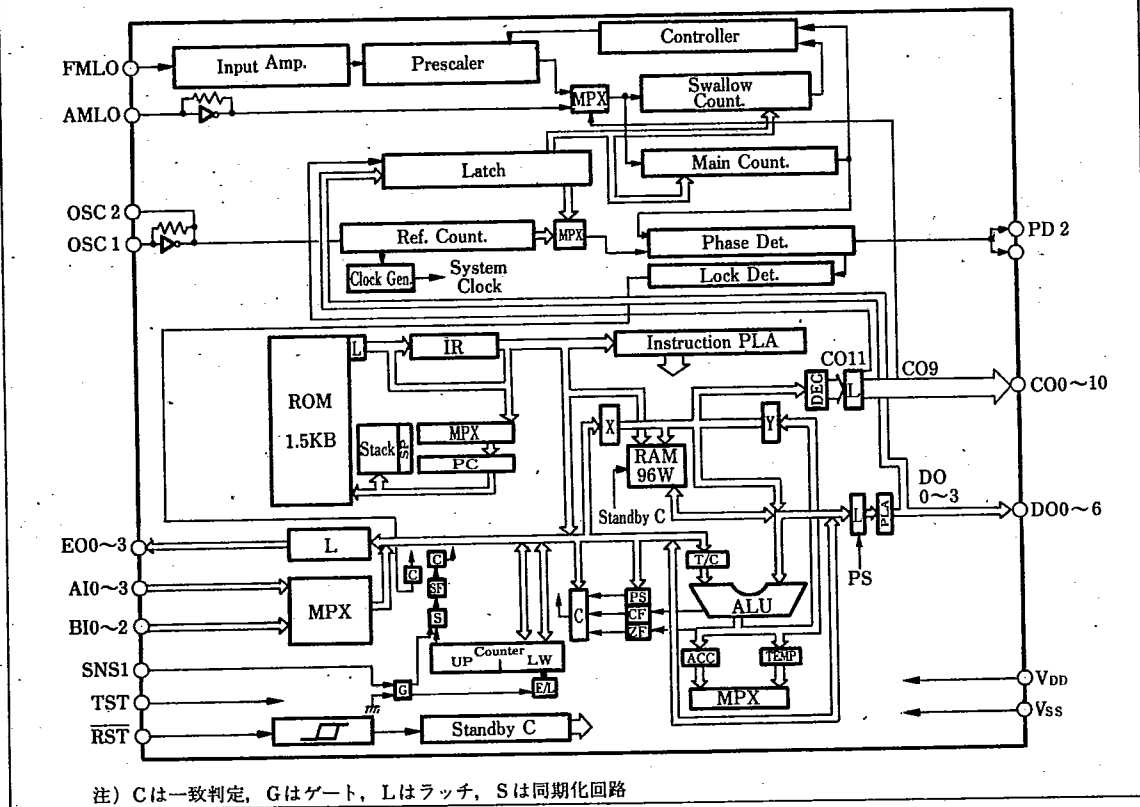 Controller
FMLO
Input Amp.
Prescaler
AMLO
MPX
Swallow
Count.
Latch
Main Count.
OSC 2
OSC 1
Ref. Count.
MPX
Phase Det.
PD 2
Clock Gen.
System
Clock
Lock Det.
ROM
1.5KB
L
IR
Instruction PLA
CO11
CO9
DEC
L
CO0～10
Stack
SP
MPX
PC
X
Y
RAM
96W
Standby C
DO
0～3
L
PLA
DO0～6
PS
EO0～3
L
AI0～3
BI0～2
MPX
C
C
SF
S
T/C
C
PS
CF
ZF
ALU
UP
Counter
LW
ACC
TEMP
MPX
SNS1
G
E/L
TST
RST
Standby C
VDD
VSS
注）Cは一致判定，Gはゲート，Lはラッチ，Sは同期化回路